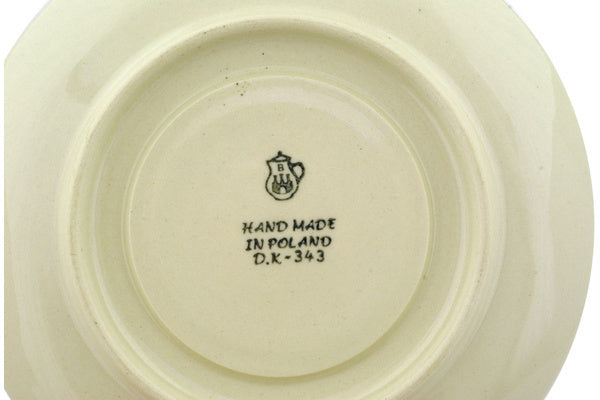 B
HAND MADE
IN POLAND
D.K-343